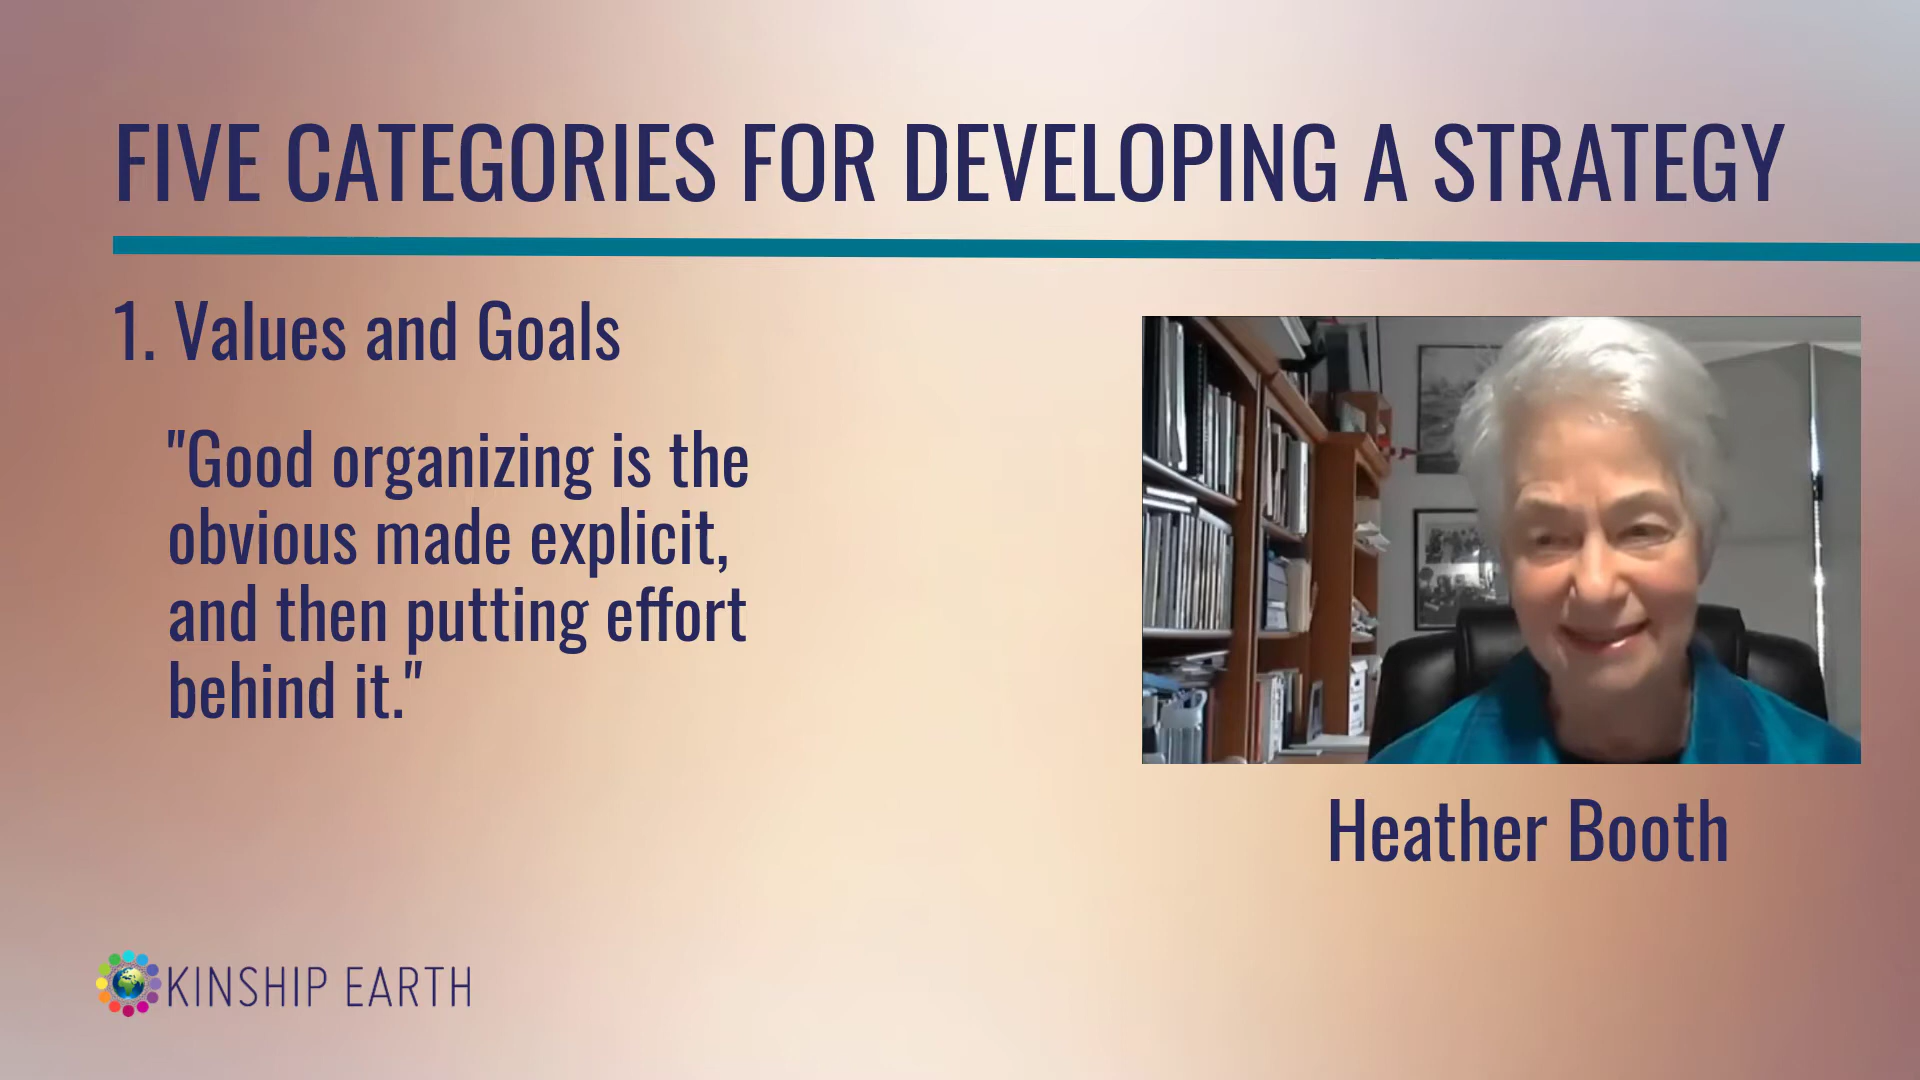 FIVE CATEGORIES FOR DEVELOPING A STRATEGY
1. Values and Goals
"Good organizing is the
obvious made explicit,
and then putting effort
behind it."
Heather Booth
KINSHIP EARTH